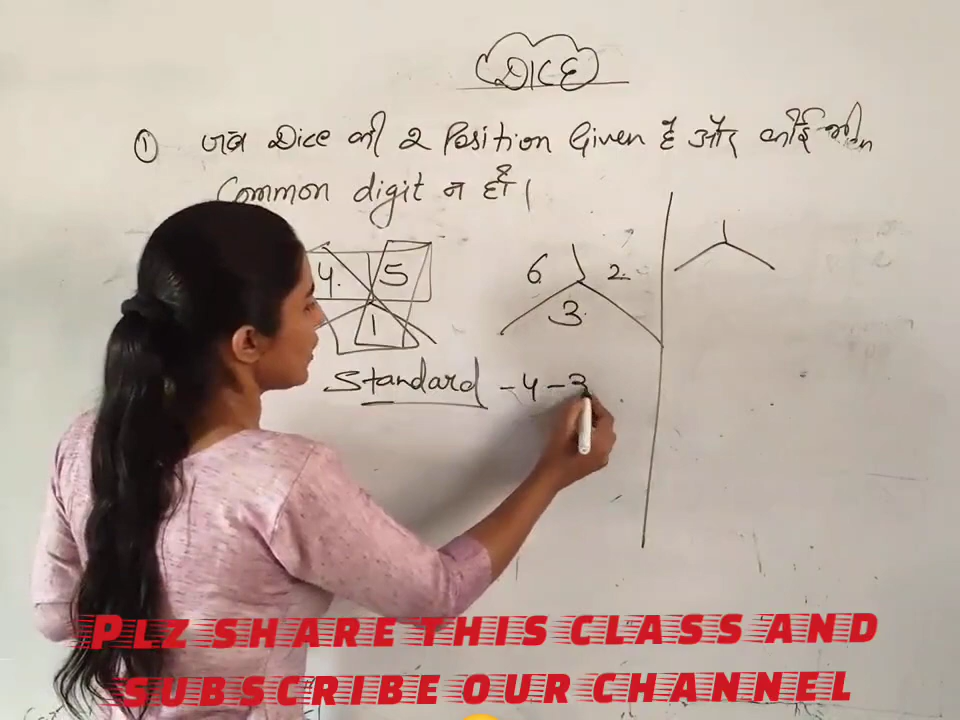 DICE
① जब Dice की 2 Position Given है और कोई भी
Common digit न हो।
4. 5
1
6 2
3
Standard - 4 - 3
Plz share this class and
subscribe our channel